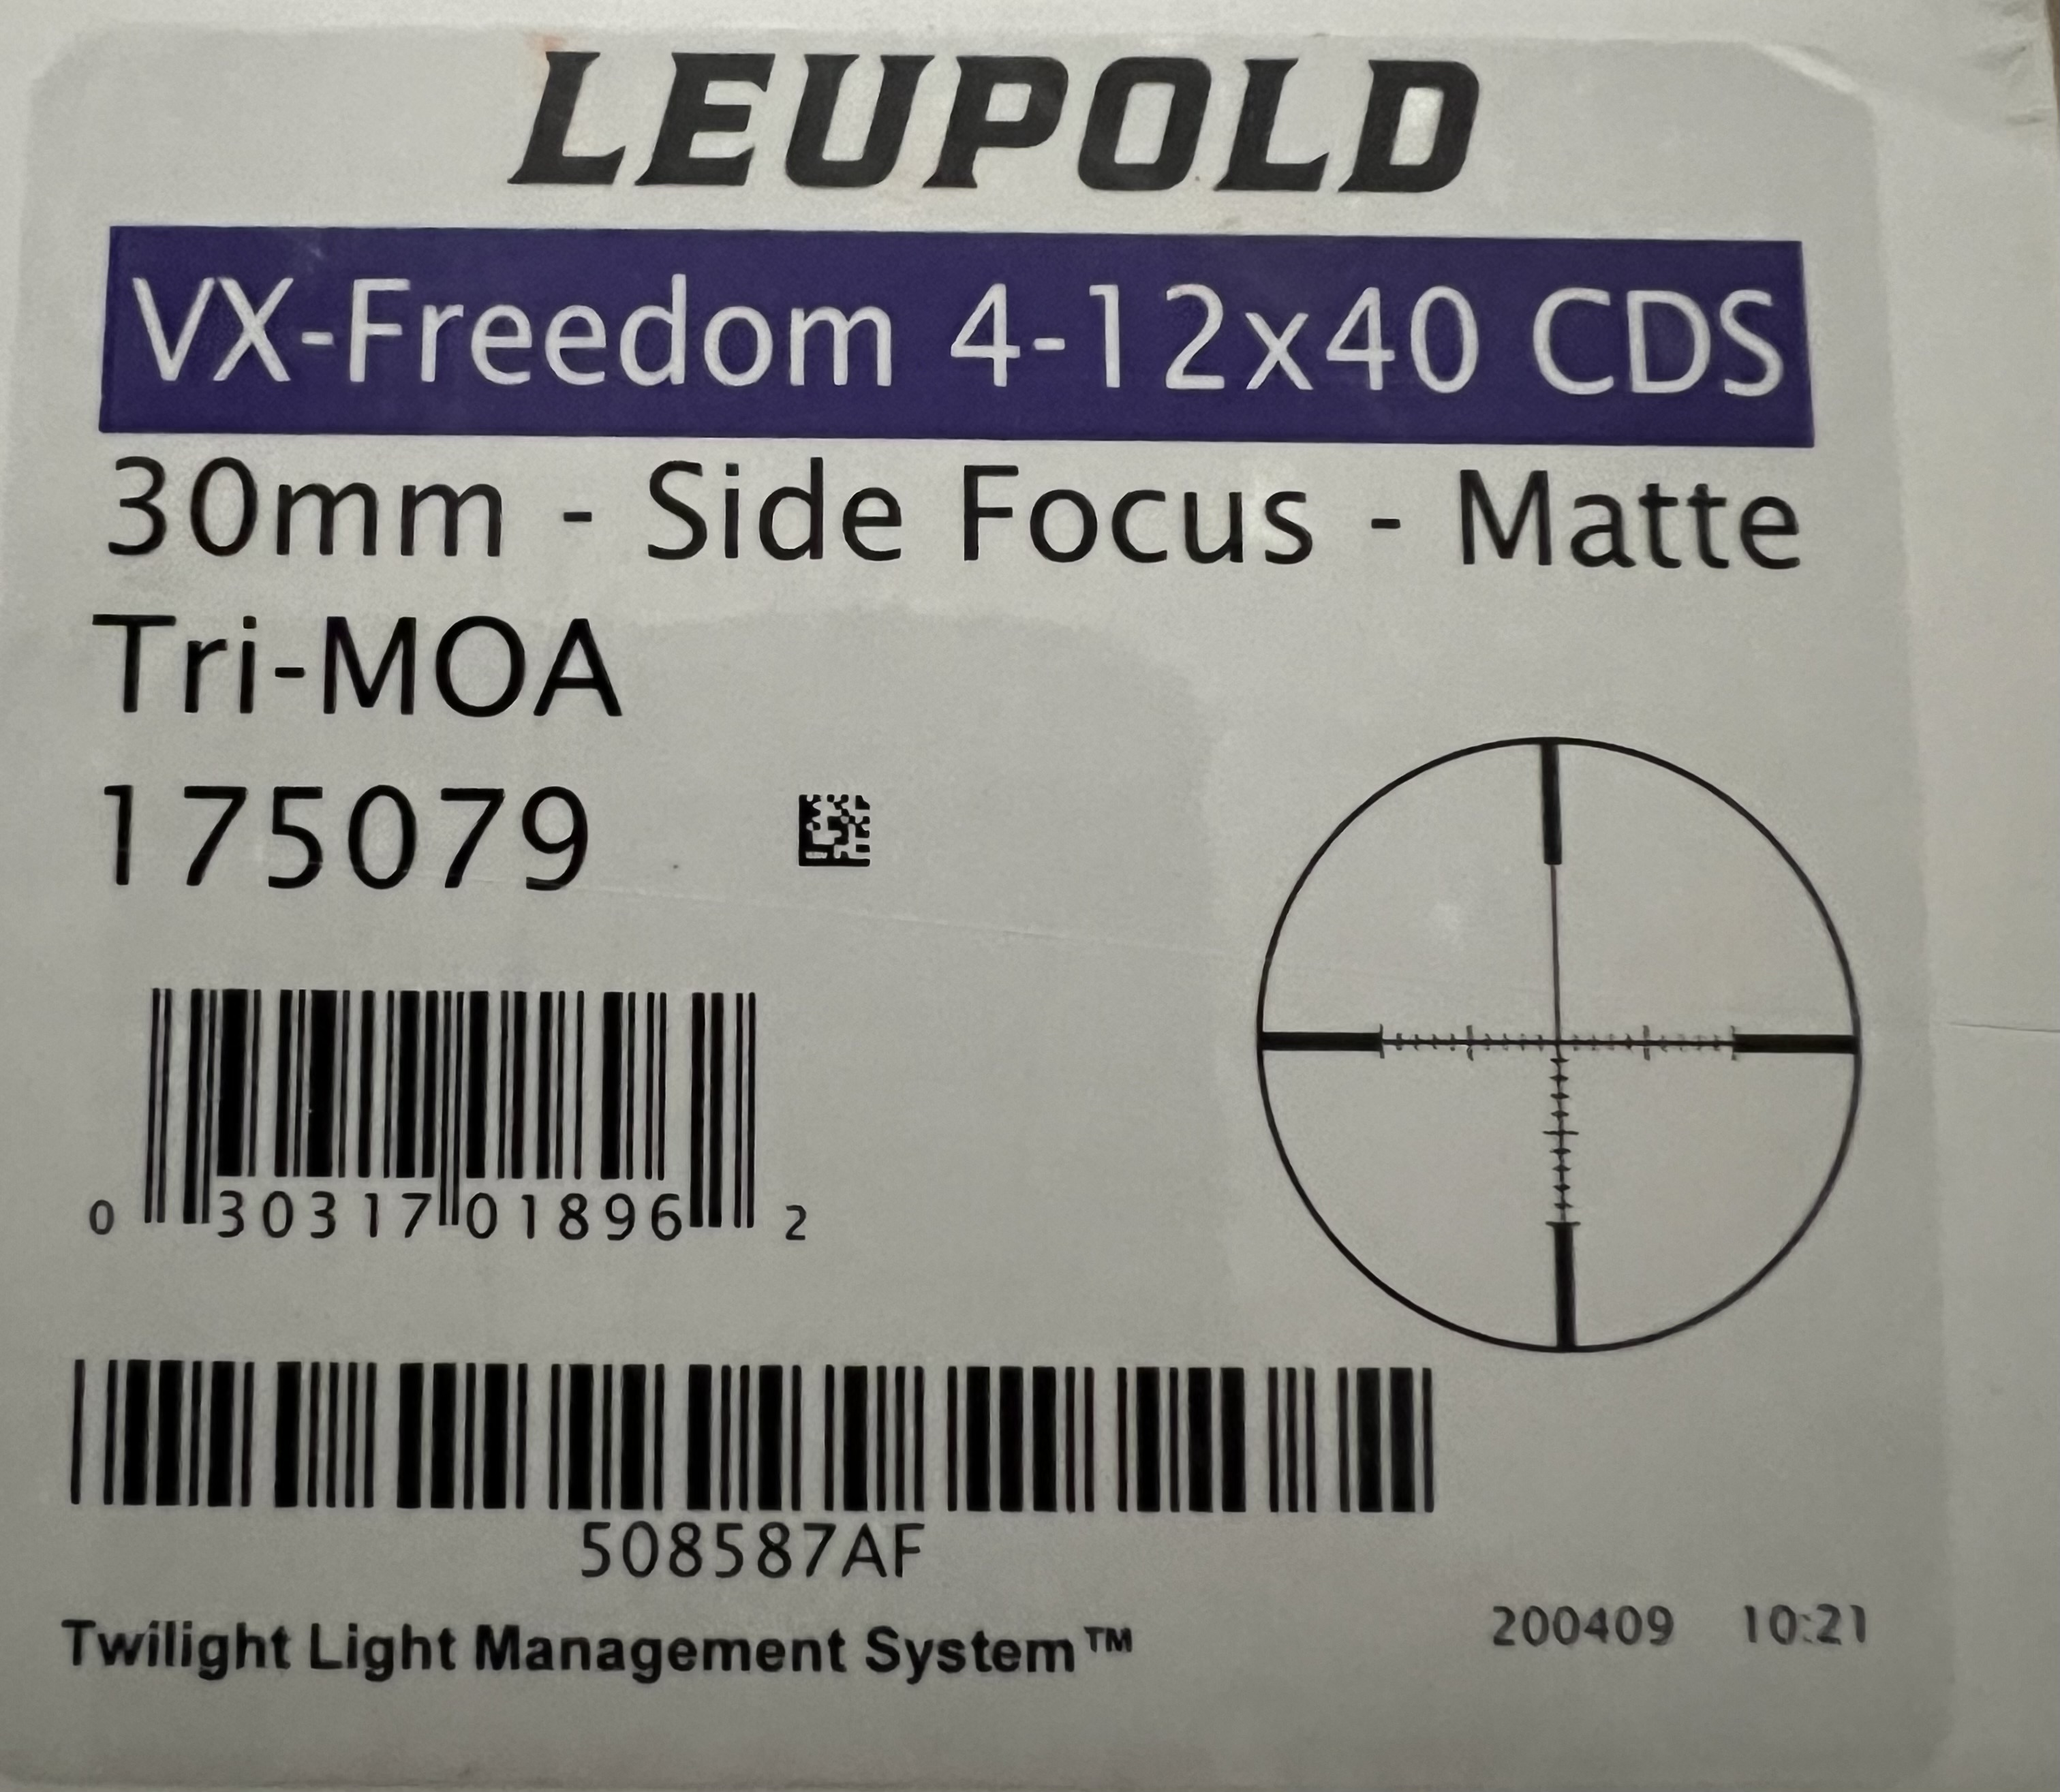 LEUPOLD
VX-Freedom 4-12x40 CDS
30mm - Side Focus - Matte
Tri-MOA
175079
0 30317 01896 2
508587AF
Twilight Light Management System™
200409 10:21